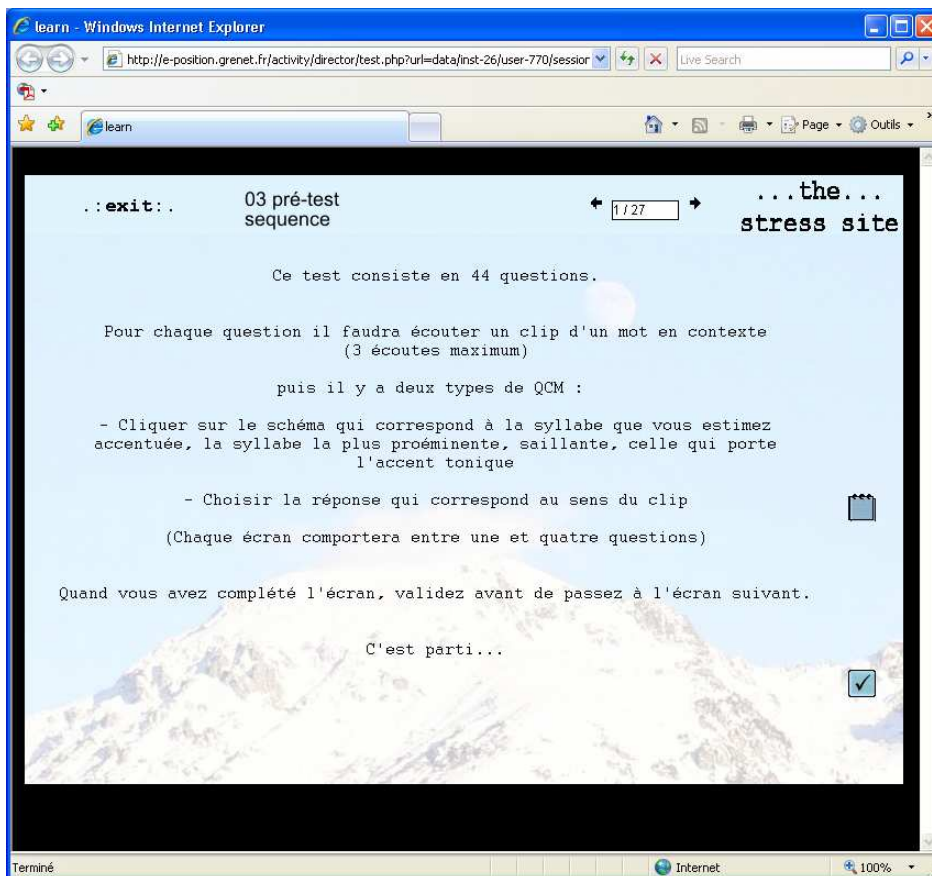 learn - Windows Internet Explorer
http://e-position.grenet.fr/activity/director/test.php?url=data/inst-26/user-770/sessior
Live Search
learn
Page
Outils
.:exit:.
03 pré-test
sequence
1 / 27
...the...
stress site
Ce test consiste en 44 questions.
Pour chaque question il faudra écouter un clip d'un mot en contexte
(3 écoutes maximum)
puis il y a deux types de QCM :
- Cliquer sur le schéma qui correspond à la syllabe que vous estimez
accentuée, la syllabe la plus proéminente, saillante, celle qui porte
l'accent tonique
- Choisir la réponse qui correspond au sens du clip
(Chaque écran comportera entre une et quatre questions)
Quand vous avez complété l'écran, validez avant de passez à l'écran suivant.
C'est parti...
Terminé
Internet
100%